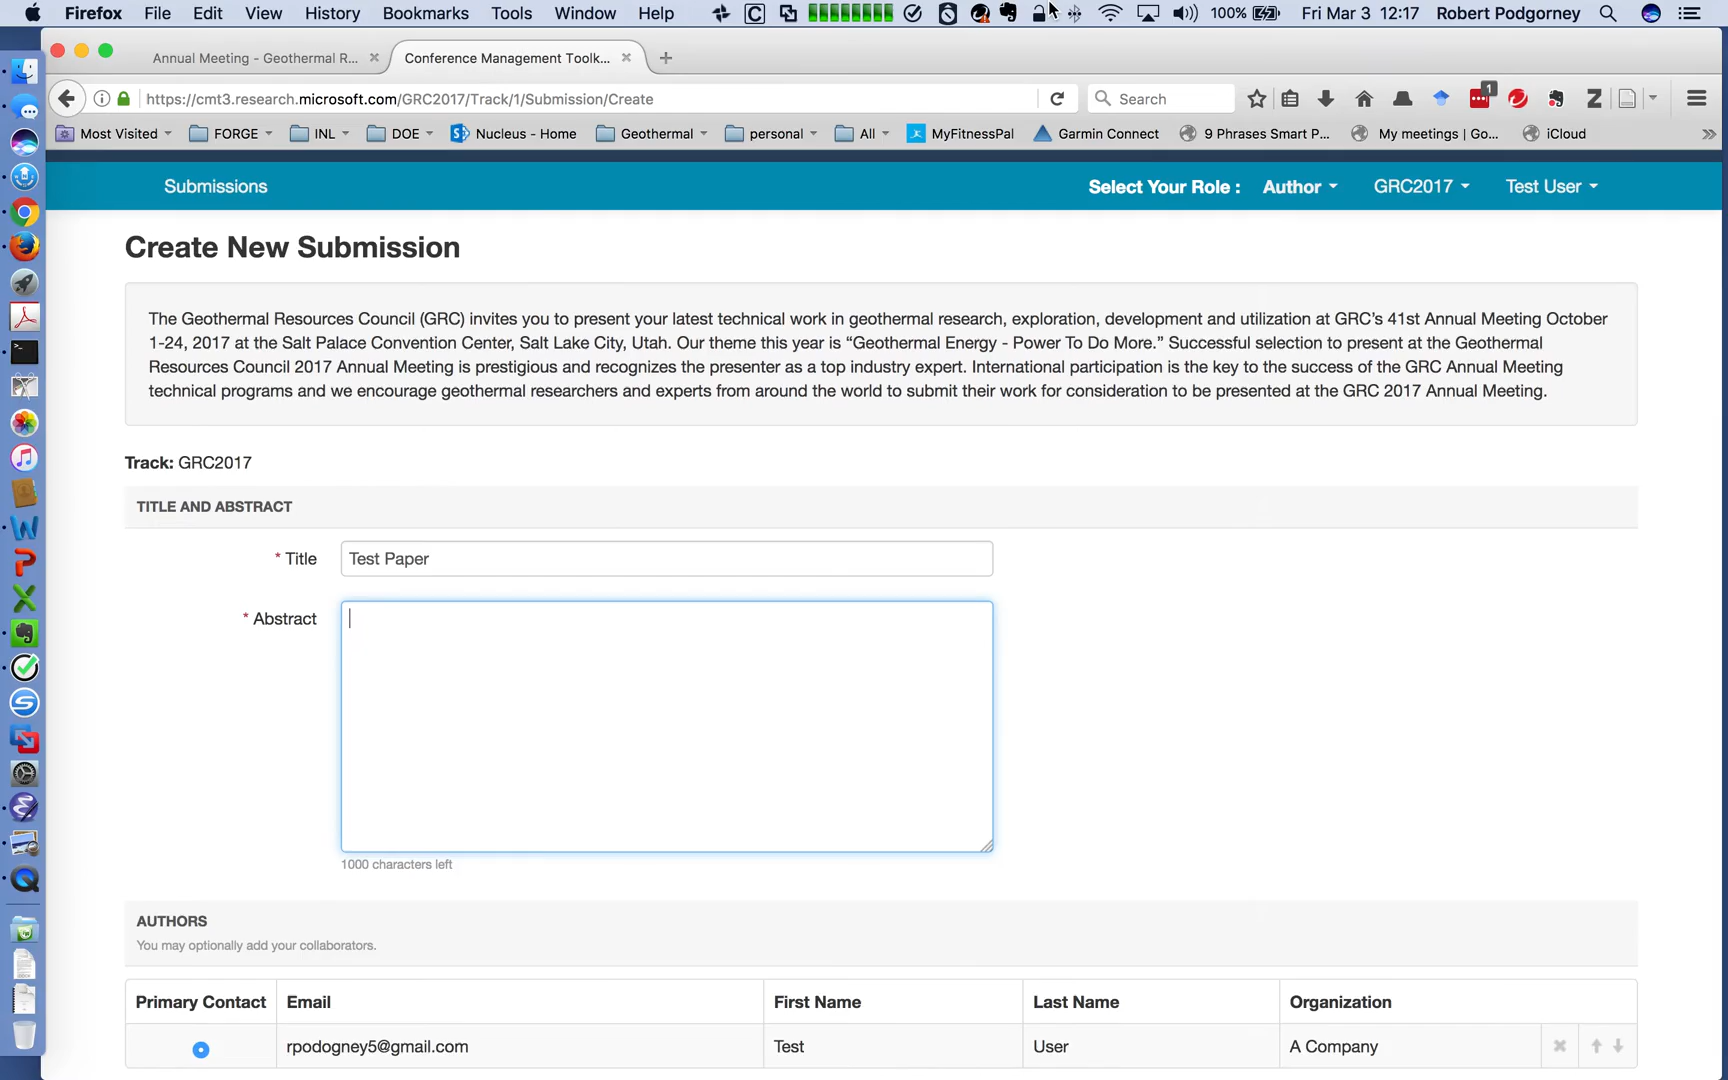 Firefox File Edit View History Bookmarks Tools Window Help 100% Fri Mar 3 12:17 Robert Podgorney
Annual Meeting - Geothermal R... Conference Management Toolk...
https://cmt3.research.microsoft.com/GRC2017/Track/1/Submission/Create Search 1
Most Visited FORGE INL DOE Nucleus - Home Geothermal personal All MyFitnessPal Garmin Connect 9 Phrases Smart P... My meetings | Go... iCloud
Submissions Select Your Role : Author GRC2017 Test User
Create New Submission
The Geothermal Resources Council (GRC) invites you to present your latest technical work in geothermal research, exploration, development and utilization at GRC's 41st Annual Meeting October
1-24, 2017 at the Salt Palace Convention Center, Salt Lake City, Utah. Our theme this year is “Geothermal Energy - Power To Do More.” Successful selection to present at the Geothermal
Resources Council 2017 Annual Meeting is prestigious and recognizes the presenter as a top industry expert. International participation is the key to the success of the GRC Annual Meeting
technical programs and we encourage geothermal researchers and experts from around the world to submit their work for consideration to be presented at the GRC 2017 Annual Meeting.
Track: GRC2017
TITLE AND ABSTRACT
* Title Test Paper
* Abstract
1000 characters left
AUTHORS
You may optionally add your collaborators.
Primary Contact Email First Name Last Name Organization
rpodogney5@gmail.com Test User A Company